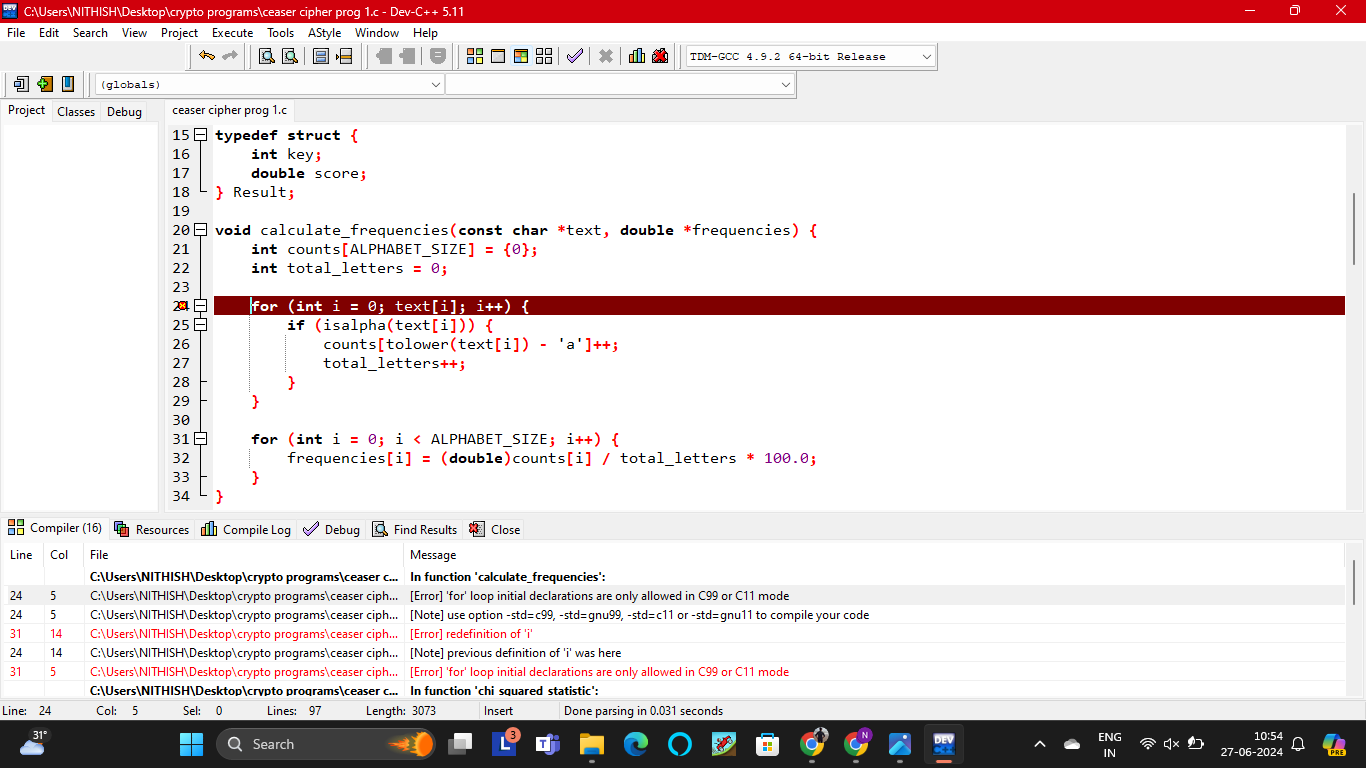 C:\Users\NITHISH\Desktop\crypto programs\ceaser cipher prog 1.c - Dev-C++ 5.11
File Edit Search View Project Execute Tools AStyle Window Help
TDM-GCC 4.9.2 64-bit Release
(globals)
Project Classes Debug
ceaser cipher prog 1.c
15 typedef struct {
16 int key;
17 double score;
18 } Result;
19
20 void calculate_frequencies(const char *text, double *frequencies) {
21 int counts[ALPHABET_SIZE] = {0};
22 int total_letters = 0;
23
24 for (int i = 0; text[i]; i++) {
25 if (isalpha(text[i])) {
26 counts[tolower(text[i]) - 'a']++;
27 total_letters++;
28 }
29 }
30
31 for (int i = 0; i < ALPHABET_SIZE; i++) {
32 frequencies[i] = (double)counts[i] / total_letters * 100.0;
33 }
34 }
Compiler (16) Resources Compile Log Debug Find Results Close
Line Col File Message
C:\Users\NITHISH\Desktop\crypto programs\ceaser c... In function 'calculate_frequencies':
24 5 C:\Users\NITHISH\Desktop\crypto programs\ceaser ciph... [Error] 'for' loop initial declarations are only allowed in C99 or C11 mode
24 5 C:\Users\NITHISH\Desktop\crypto programs\ceaser ciph... [Note] use option -std=c99, -std=gnu99, -std=c11 or -std=gnu11 to compile your code
31 14 C:\Users\NITHISH\Desktop\crypto programs\ceaser ciph... [Error] redefinition of 'i'
24 14 C:\Users\NITHISH\Desktop\crypto programs\ceaser ciph... [Note] previous definition of 'i' was here
31 5 C:\Users\NITHISH\Desktop\crypto programs\ceaser ciph... [Error] 'for' loop initial declarations are only allowed in C99 or C11 mode
C:\Users\NITHISH\Desktop\crypto programs\ceaser c... In function 'chi_squared_statistic':
Line: 24 Col: 5 Sel: 0 Lines: 97 Length: 3073 Insert Done parsing in 0.031 seconds
31° Search 3 ENG IN 10:54 27-06-2024